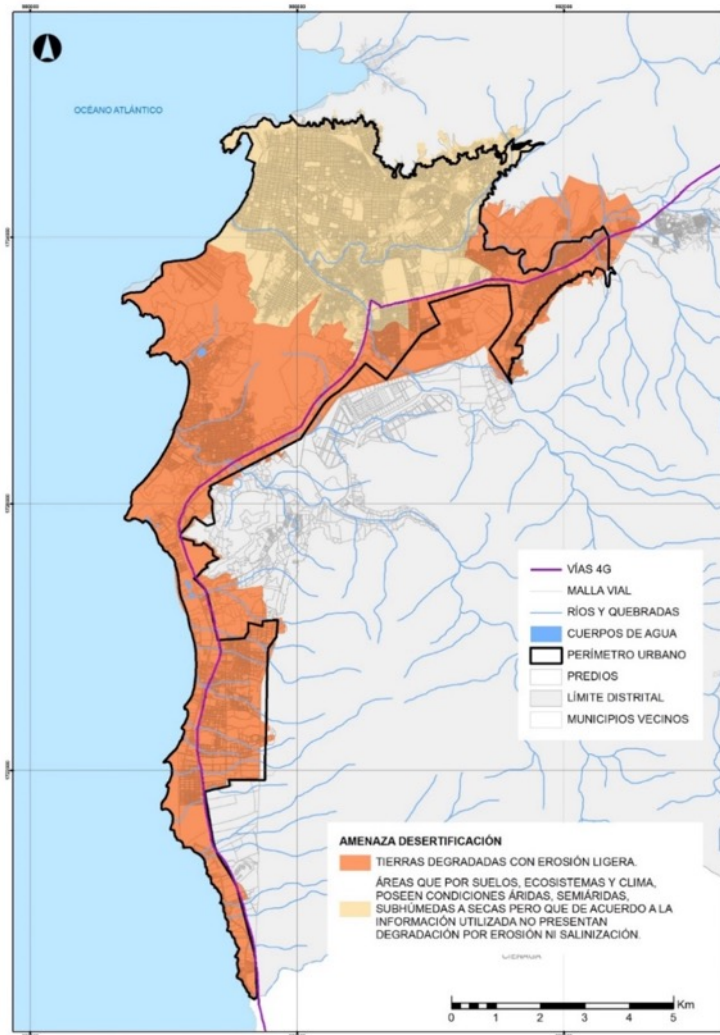 OCÉANO ATLÁNTICO
VÍAS 4G
MALLA VIAL
RÍOS Y QUEBRADAS
CUERPOS DE AGUA
PERÍMETRO URBANO
PREDIOS
LÍMITE DISTRITAL
MUNICIPIOS VECINOS
AMENAZA DESERTIFICACIÓN
TIERRAS DEGRADADAS CON EROSIÓN LIGERA.
ÁREAS QUE POR SUELOS, ECOSISTEMAS Y CLIMA,
POSEEN CONDICIONES ÁRIDAS, SEMIÁRIDAS,
SUBHÚMEDAS A SECAS PERO QUE DE ACUERDO A LA
INFORMACIÓN UTILIZADA NO PRESENTAN
DEGRADACIÓN POR EROSIÓN NI SALINIZACIÓN.
CIÉNAGA
Km
0 1 2 3 4 5